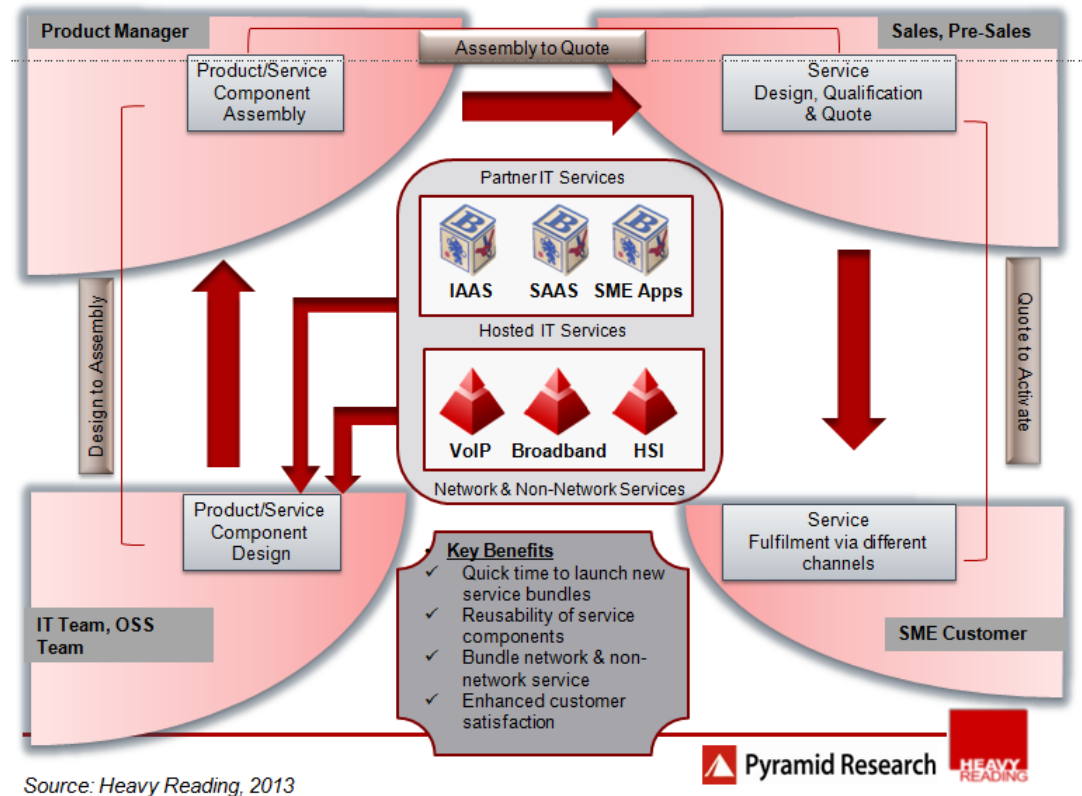 Product Manager
Assembly to Quote
Sales, Pre-Sales
Product/Service
Component
Assembly
Service
Design, Qualification
& Quote
Partner IT Services
B
B
B
IAAS
SAAS
SME Apps
Hosted IT Services
VoIP
Broadband
HSI
Network & Non-Network Services
Design to Assembly
Quote to Activate
Product/Service
Component
Design
Service
Fulfilment via different
channels
IT Team, OSS
Team
SME Customer
• Key Benefits
✓ Quick time to launch new
service bundles
✓ Reusability of service
components
✓ Bundle network & non-
network service
✓ Enhanced customer
satisfaction
Pyramid Research
HEAVY
READING
Source: Heavy Reading, 2013